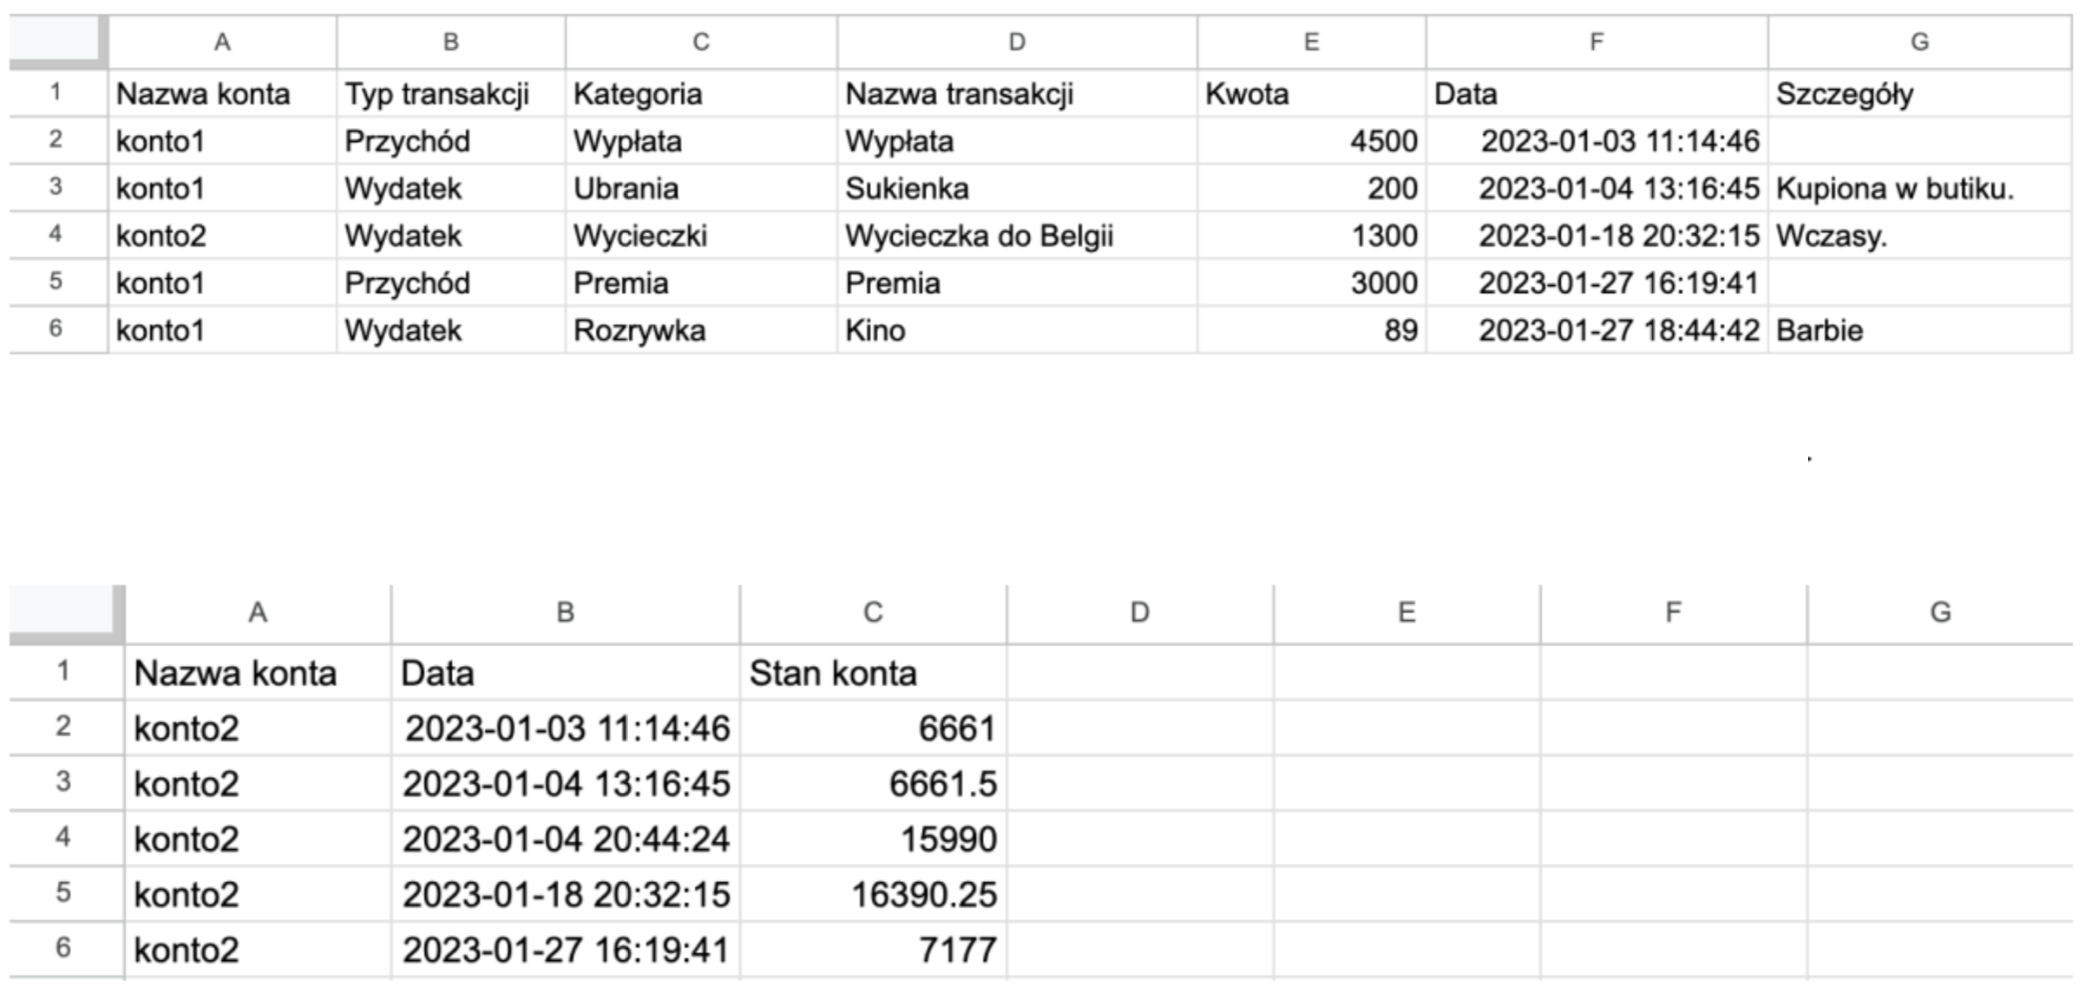 A B C D E F G
1 Nazwa konta Typ transakcji Kategoria Nazwa transakcji Kwota Data Szczegóły
2 konto1 Przychód Wypłata Wypłata 4500 2023-01-03 11:14:46
3 konto1 Wydatek Ubrania Sukienka 200 2023-01-04 13:16:45 Kupiona w butiku.
4 konto2 Wydatek Wycieczki Wycieczka do Belgii 1300 2023-01-18 20:32:15 Wczasy.
5 konto1 Przychód Premia Premia 3000 2023-01-27 16:19:41
6 konto1 Wydatek Rozrywka Kino 89 2023-01-27 18:44:42 Barbie
A B C D E F G
1 Nazwa konta Data Stan konta
2 konto2 2023-01-03 11:14:46 6661
3 konto2 2023-01-04 13:16:45 6661.5
4 konto2 2023-01-04 20:44:24 15990
5 konto2 2023-01-18 20:32:15 16390.25
6 konto2 2023-01-27 16:19:41 7177